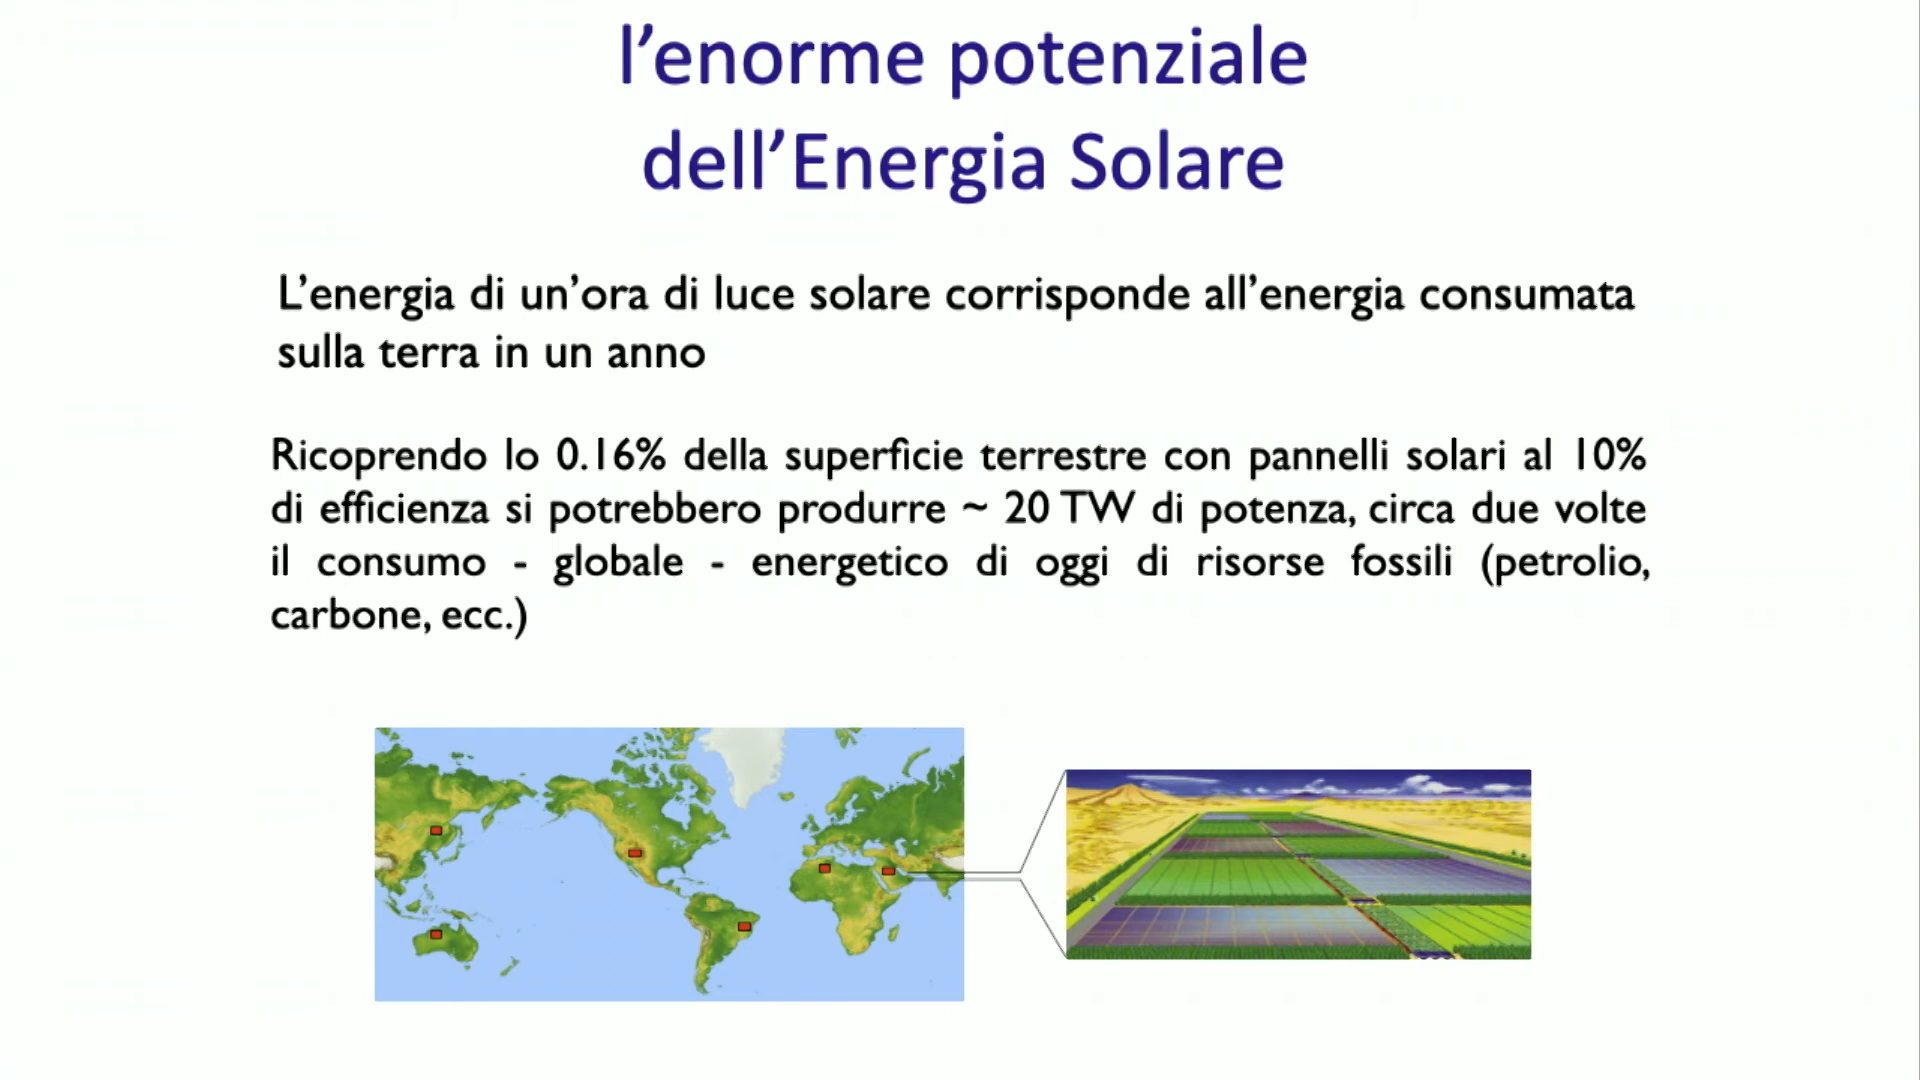 l’enorme potenziale
dell’Energia Solare
L’energia di un’ora di luce solare corrisponde all’energia consumata
sulla terra in un anno
Ricoprendo lo 0.16% della superficie terrestre con pannelli solari al 10%
di efficienza si potrebbero produrre ~ 20 TW di potenza, circa due volte
il consumo - globale - energetico di oggi di risorse fossili (petrolio,
carbone, ecc.)